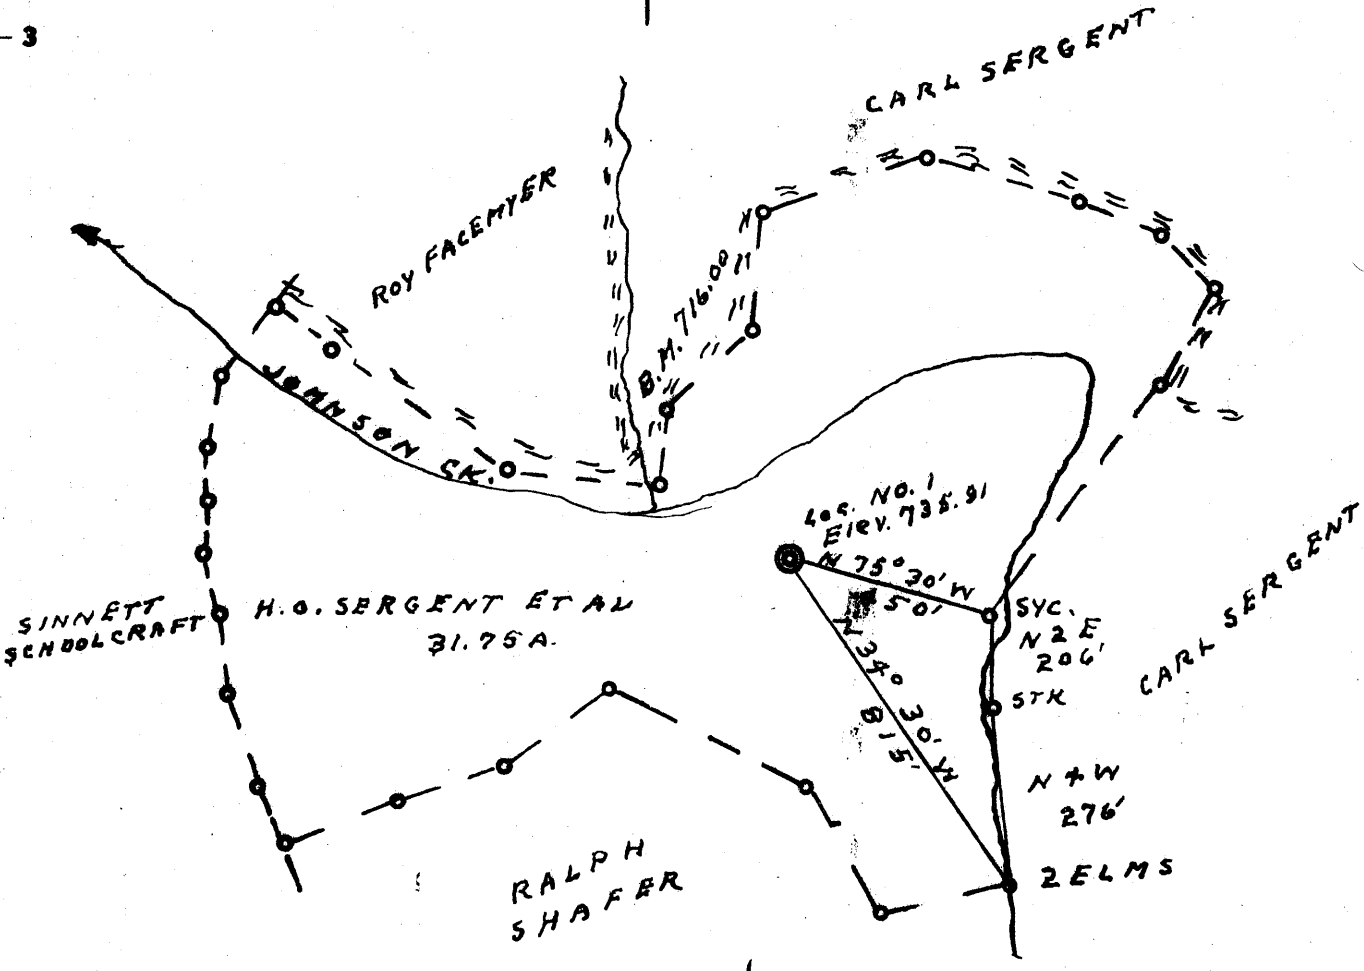 - 3
CARL SERGENT
ROY FACEMYER
B.M. 716.00
JOHNSON CK.
LOC. NO. 1
ELEV. 735.91
N 75° 30' W
50'
SYC.
N 2 E
206'
STK
N 34° 30' W
815'
N 4 W
276'
2 ELMS
CARL SERGENT
SINNETT
SCHOOLCRAFT
H.O. SERGENT ET AL
31.75 A.
RALPH
SHAFER